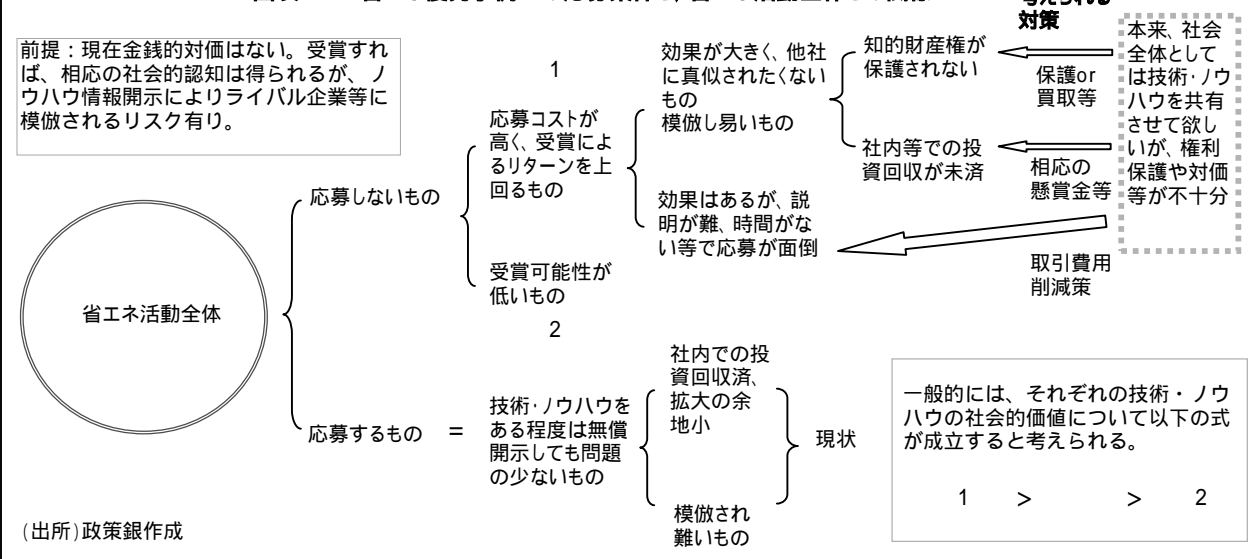 考えられる
対策
前提：現在金銭的対価はない。受賞すれ
ば、相応の社会的認知は得られるが、ノ
ウハウ情報開示によりライバル企業等に
模倣されるリスク有り。
省エネ活動全体
応募しないもの
応募するもの
=
1
応募コストが
高く、受賞によ
るリターンを上
回るもの
受賞可能性が
低いもの
2
技術・ノウハウを
ある程度は無償
開示しても問題
の少ないもの
効果が大きく、他社
に真似されたくない
もの
模倣し易いもの
効果はあるが、説
明が難、時間がな
い等で応募が面倒
社内での投
資回収済、
拡大の余
地小
模倣され
難いもの
現状
知的財産権が
保護されない
社内等での投
資回収が未済
保護or
買取等
相応の
懸賞金等
取引費用
削減策
本来、社会
全体として
は技術・ノウ
ハウを共有
させて欲し
いが、権利
保護や対価
等が不十分
一般的には、それぞれの技術・ノウ
ハウの社会的価値について以下の式
が成立すると考えられる。
1 > > 2
(出所)政策銀作成